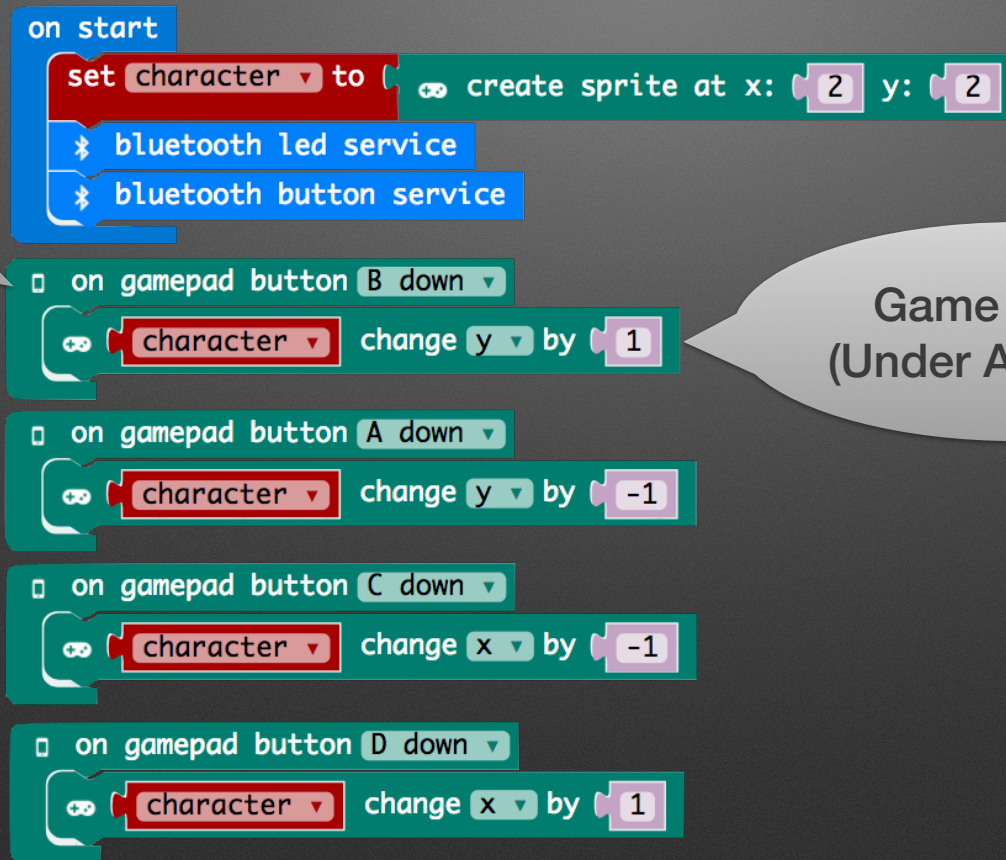 on start
set character to create sprite at x: 2 y: 2
bluetooth led service
bluetooth button service
on gamepad button B down
character change y by 1
Game
(Under A
on gamepad button A down
character change y by -1
on gamepad button C down
character change x by -1
on gamepad button D down
character change x by 1